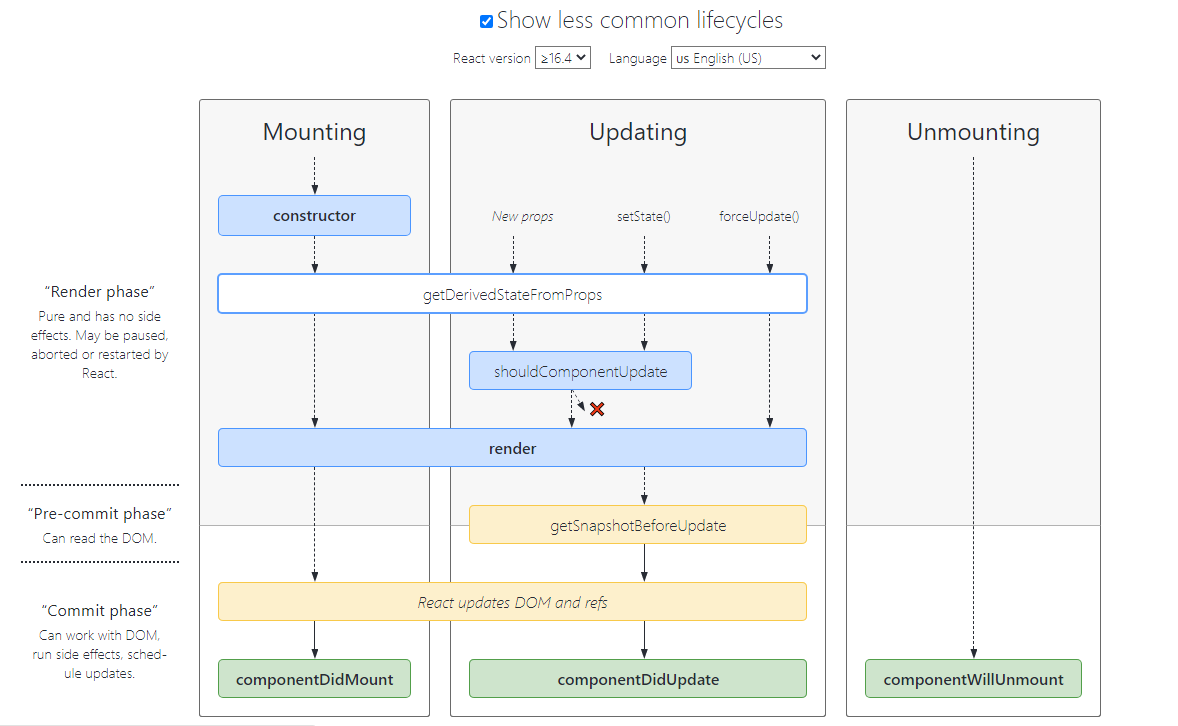 Show less common lifecycles
React version ≥16.4 Language us English (US)
Mounting
Updating
Unmounting
constructor
New props
setState()
forceUpdate()
“Render phase”
Pure and has no side
effects. May be paused,
aborted or restarted by
React.
getDerivedStateFromProps
shouldComponentUpdate
render
“Pre-commit phase”
Can read the DOM.
getSnapshotBeforeUpdate
“Commit phase”
Can work with DOM,
run side effects, sched-
ule updates.
React updates DOM and refs
componentDidMount
componentDidUpdate
componentWillUnmount